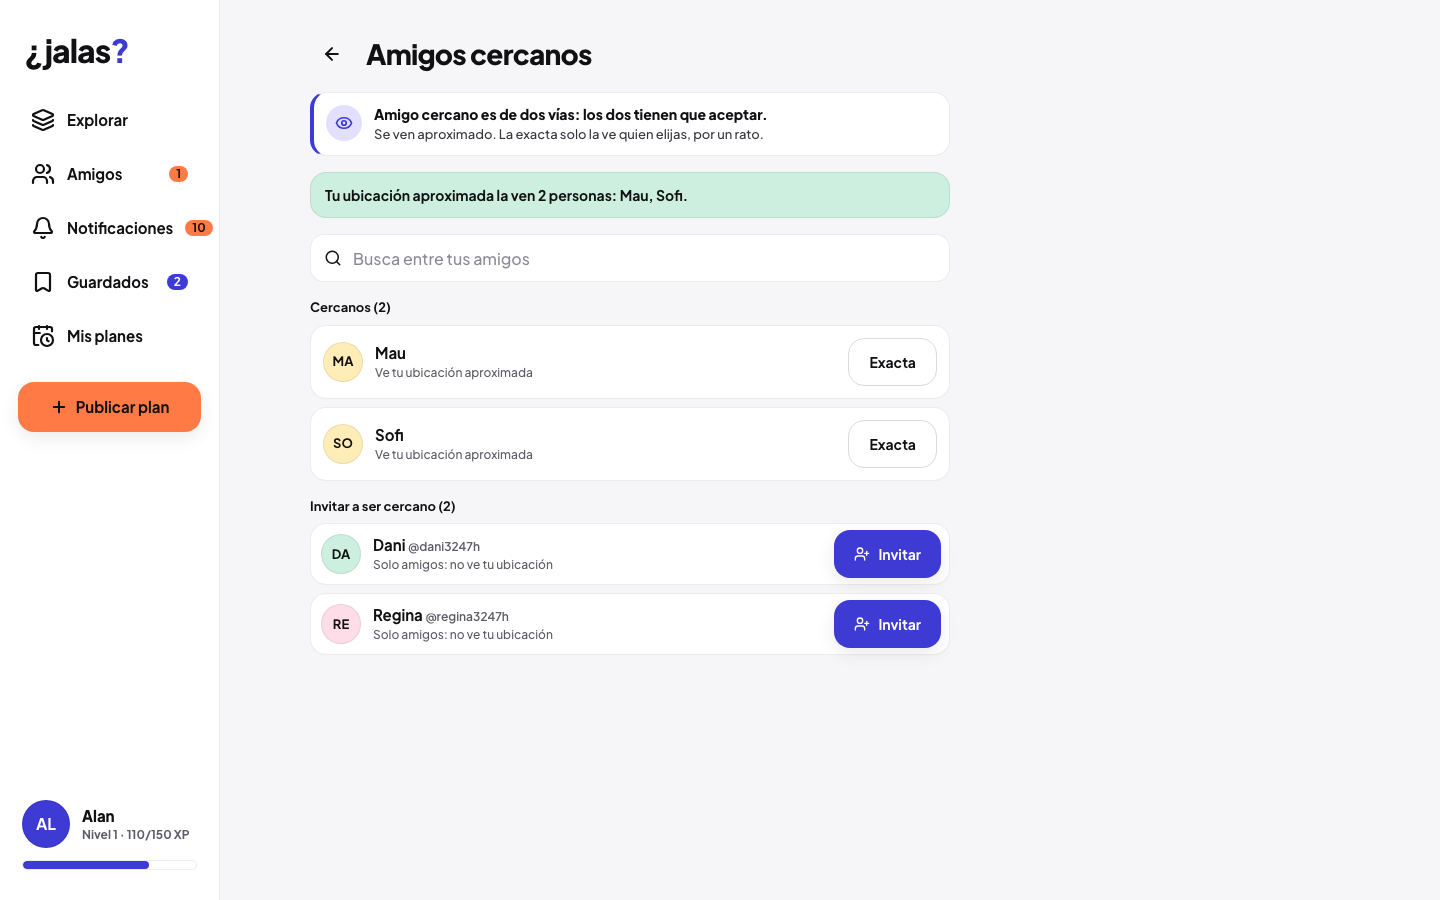 ¿jalas?
Explorar
Amigos 1
Notificaciones 10
Guardados 2
Mis planes
Publicar plan
AL
Alan
Nivel 1 · 110/150 XP
Amigos cercanos
Amigo cercano es de dos vías: los dos tienen que aceptar.
Se ven aproximado. La exacta solo la ve quien elijas, por un rato.
Tu ubicación aproximada la ven 2 personas: Mau, Sofi.
Busca entre tus amigos
Cercanos (2)
MA
Mau
Ve tu ubicación aproximada
Exacta
SO
Sofi
Ve tu ubicación aproximada
Exacta
Invitar a ser cercano (2)
DA
Dani @dani3247h
Solo amigos: no ve tu ubicación
Invitar
RE
Regina @regina3247h
Solo amigos: no ve tu ubicación
Invitar